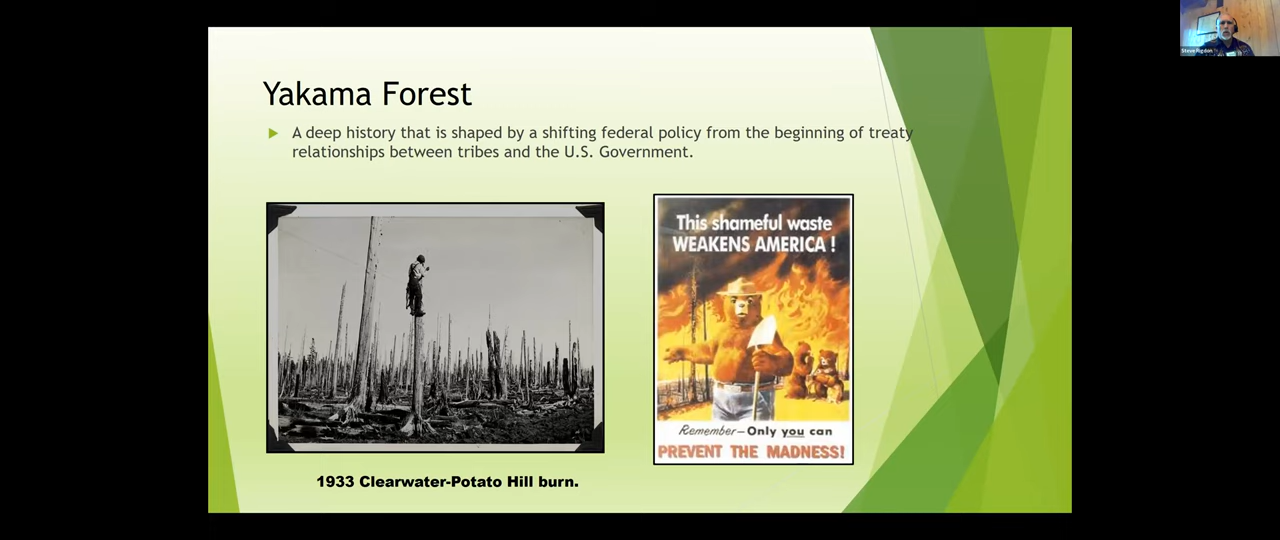 Yakama Forest
A deep history that is shaped by a shifting federal policy from the beginning of treaty
relationships between tribes and the U.S. Government.
This shameful waste
WEAKENS AMERICA !
Remember—Only you can
PREVENT THE MADNESS!
1933 Clearwater-Potato Hill burn.
Steve Rigdon